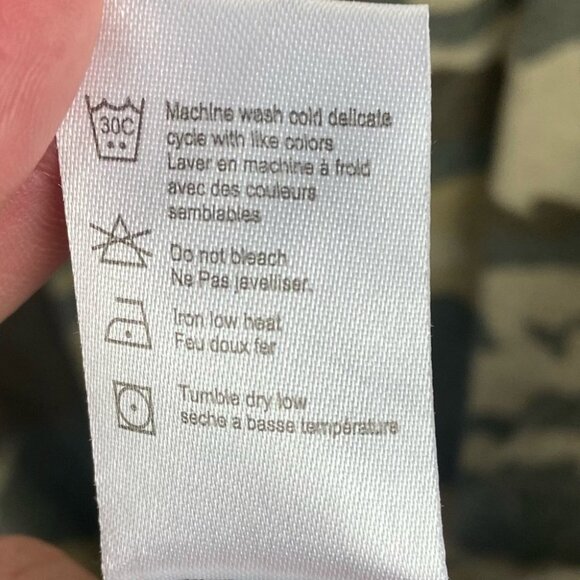 30C
Machine wash cold delicate
cycle with like colors
Laver en machine à froid
avec des couleurs
semblables
Do not bleach
Ne Pas javelliser.
Iron low heat
Feu doux fer
Tumble dry low
seche a basse température